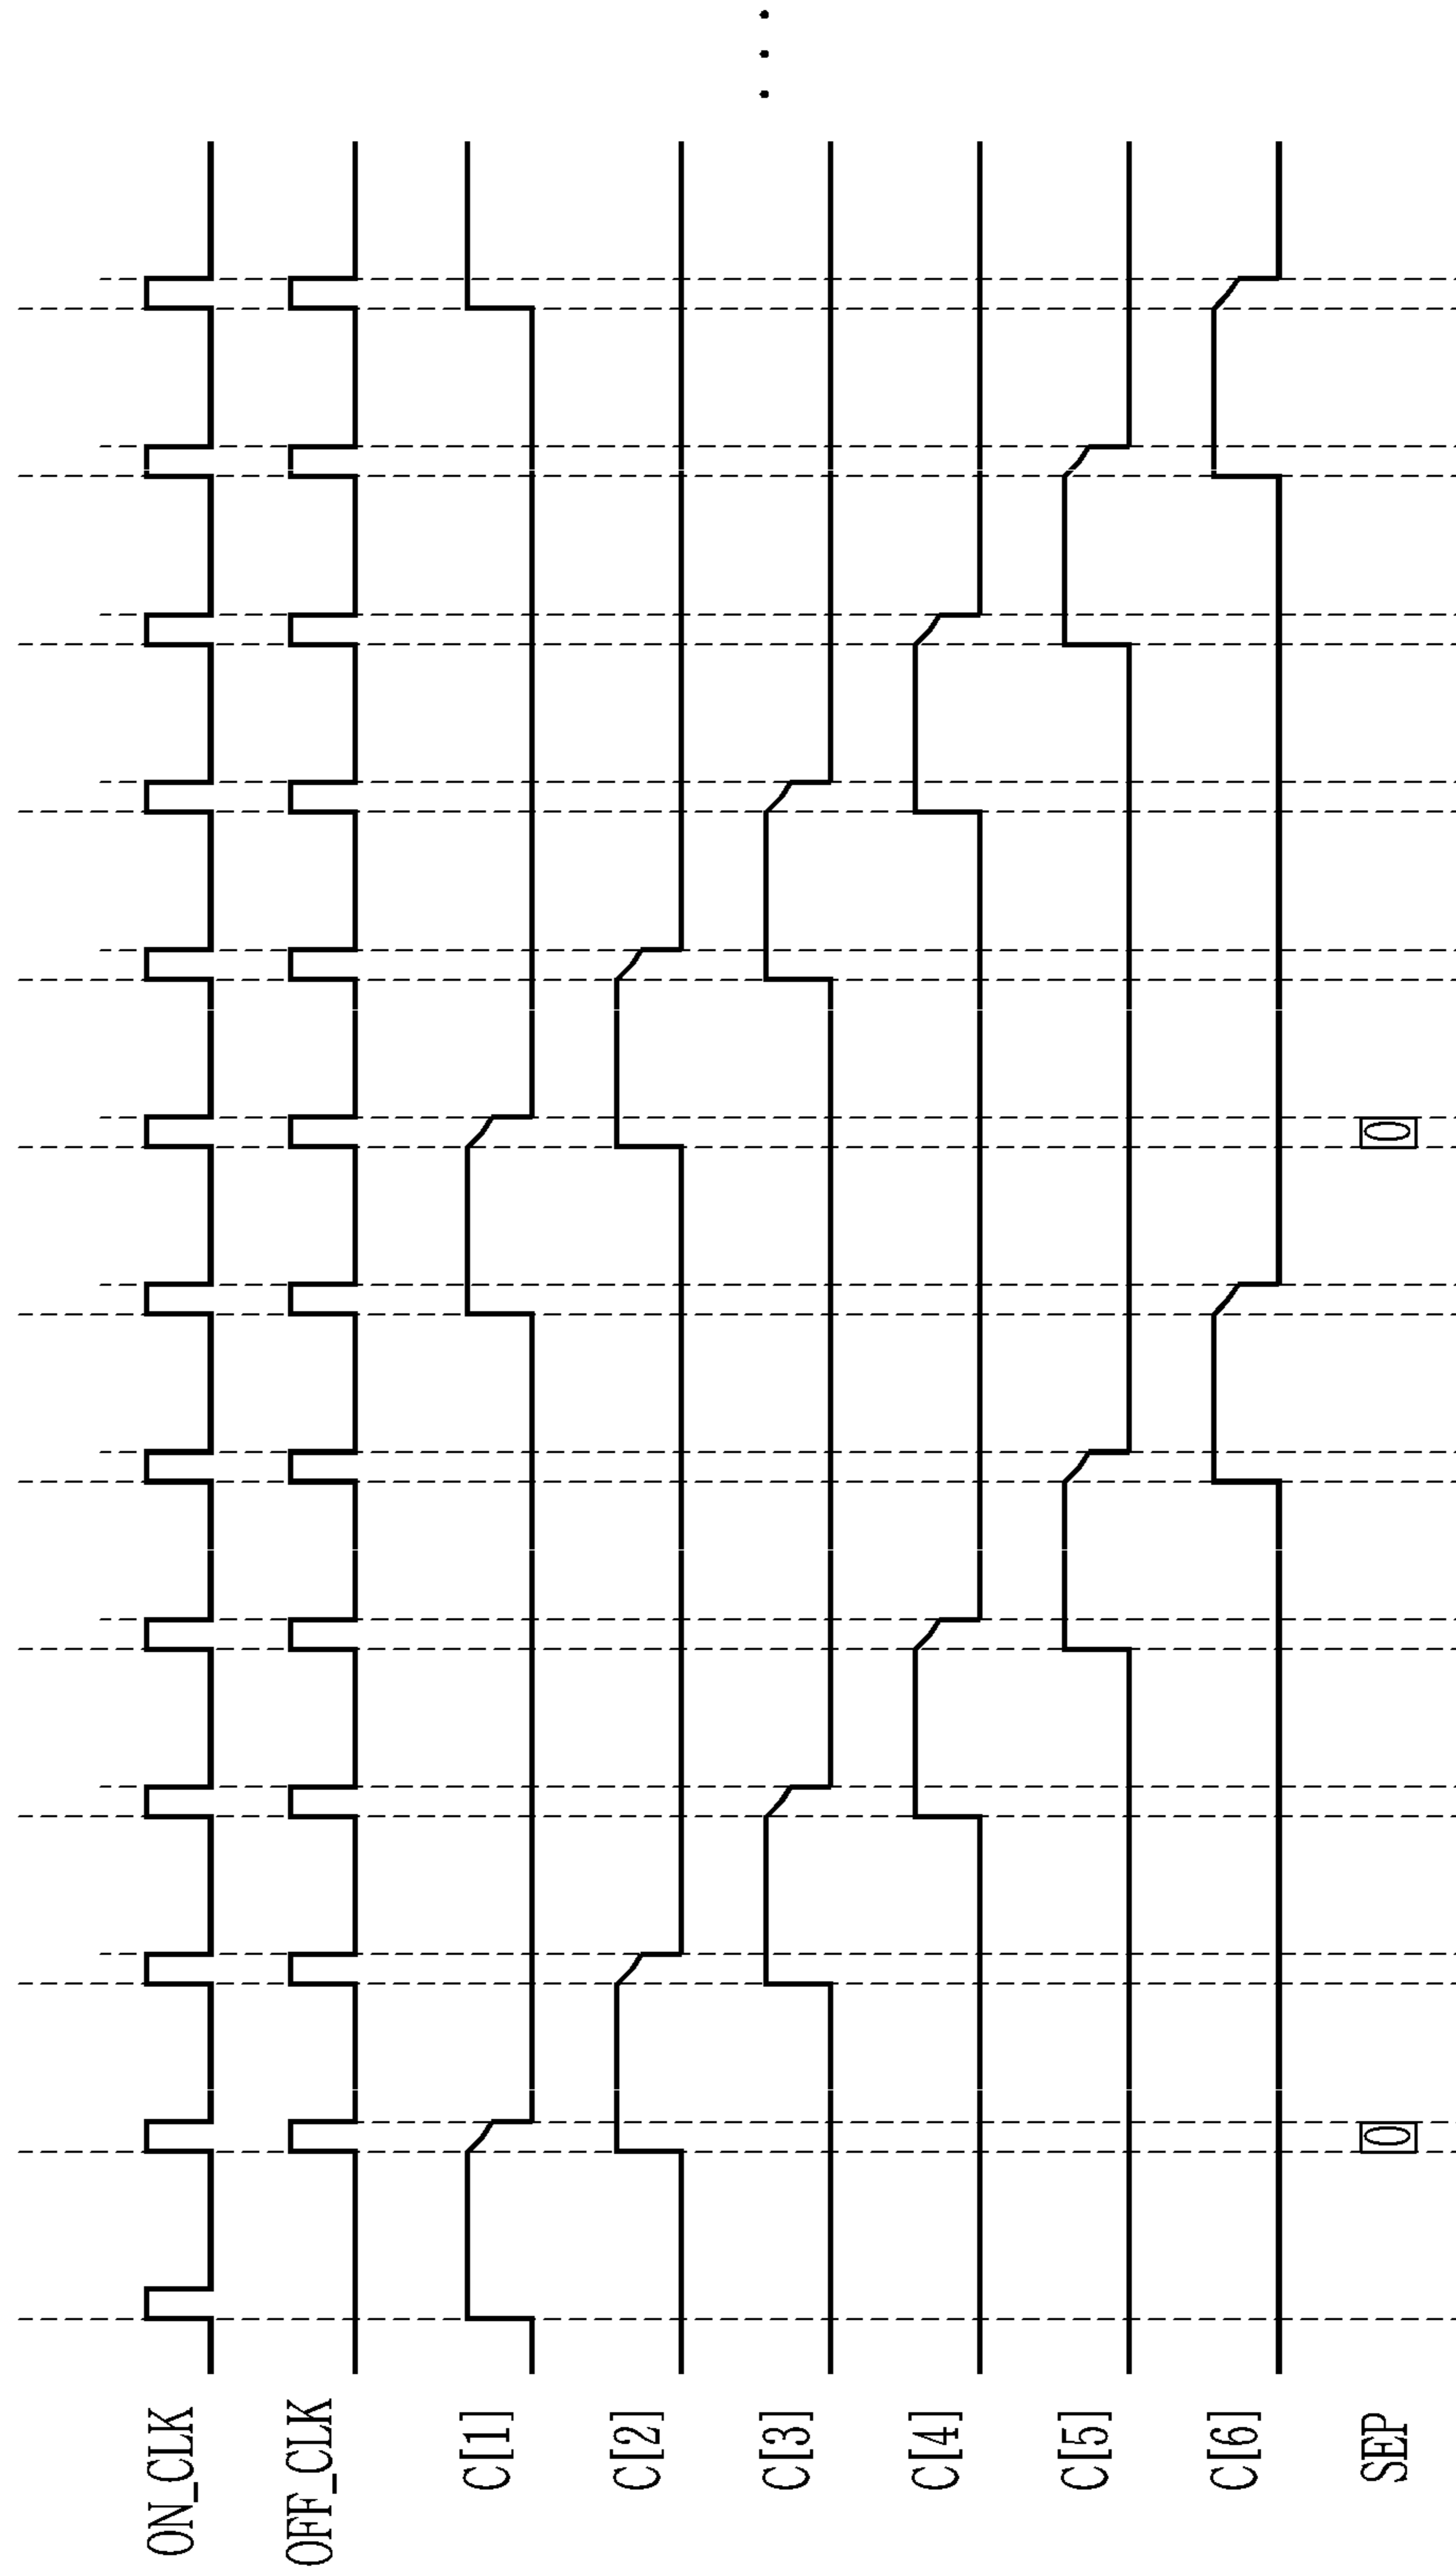 ON_CLK
OFF_CLK
C[1]
C[2]
C[3]
C[4]
C[5]
C[6]
SEP 0 0